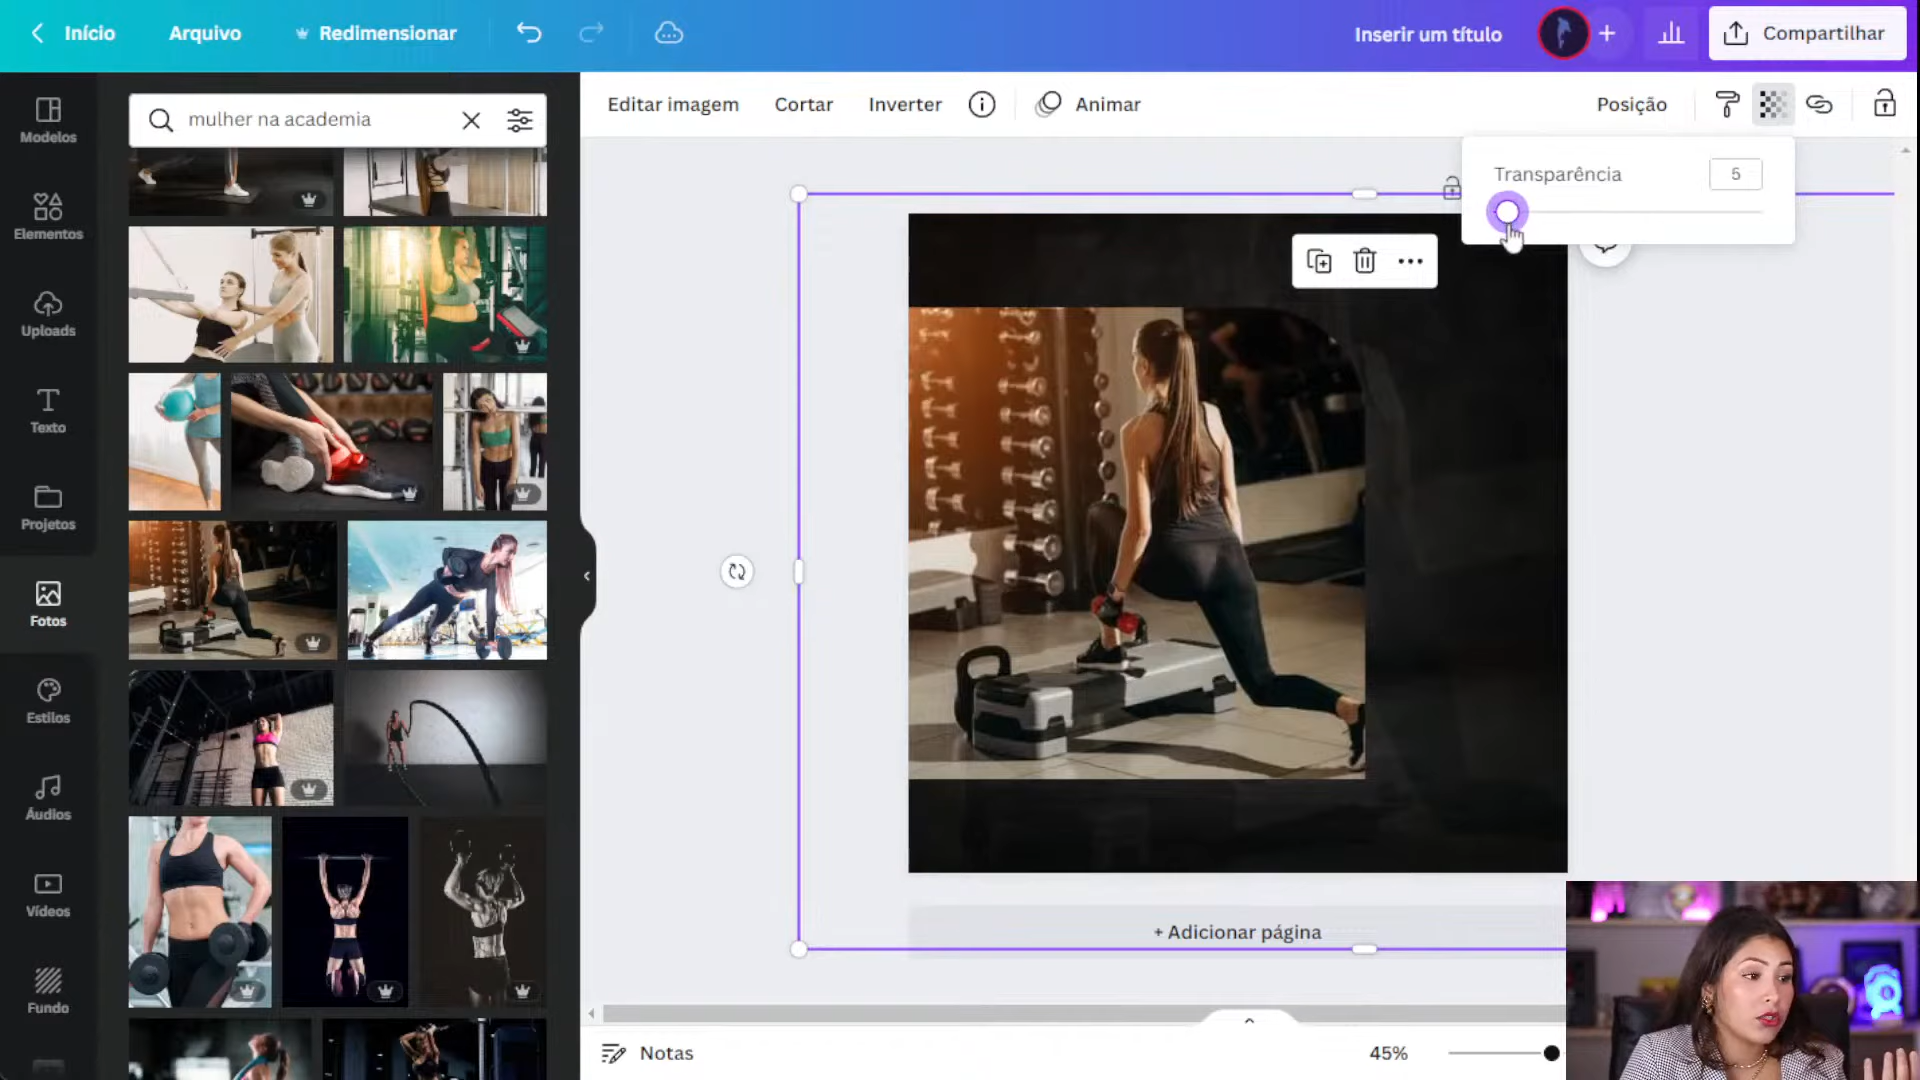 Início
Arquivo
Redimensionar
Inserir um título
Compartilhar
mulher na academia
Editar imagem
Cortar
Inverter
Animar
Posição
Transparência
5
Modelos
Elementos
Uploads
Texto
Projetos
Fotos
Estilos
Áudios
Vídeos
Fundo
+ Adicionar página
Notas
45%